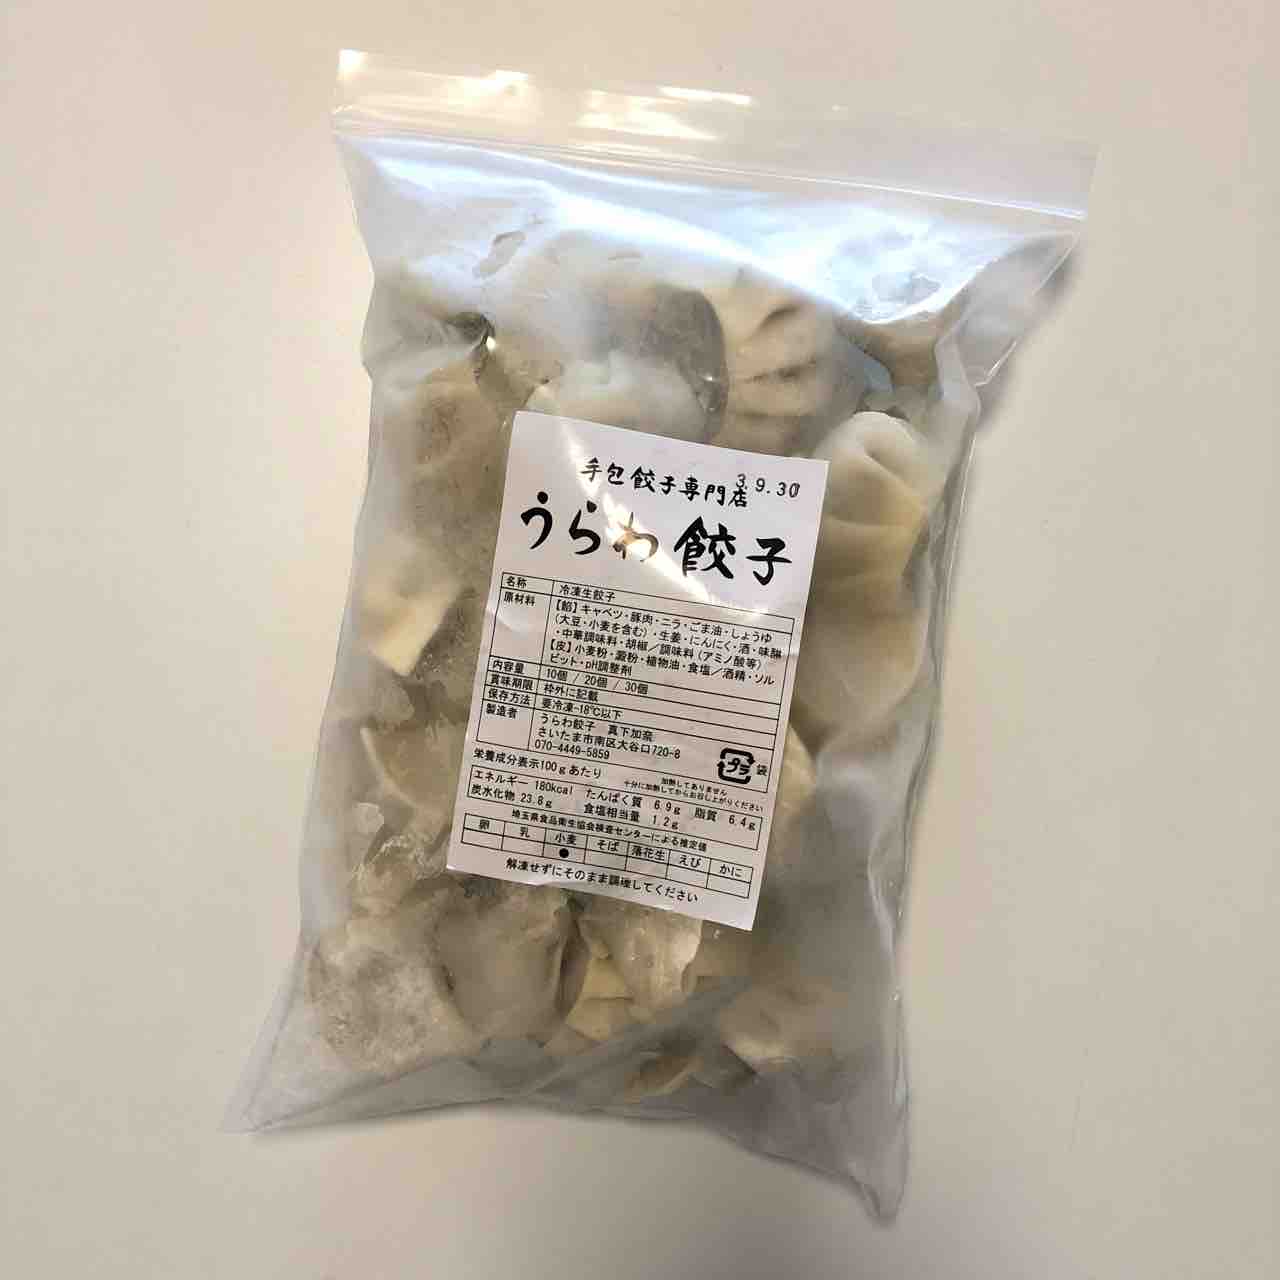 手包餃子専門店
3.9.30
うらわ餃子
名称 冷凍生餃子
原材料 【餡】キャベツ・豚肉・ニラ・ごま油・しょうゆ
(大豆・小麦を含む)・生姜・にんにく・酒・味醂
・中華調味料・胡椒／調味料(アミノ酸等)
【皮】小麦粉・澱粉・植物油・食塩／酒精・ソル
ビット・pH調整剤
内容量 10個 / 20個 / 30個
賞味期限 枠外に記載
保存方法 要冷凍-18℃以下
製造者 うらわ餃子 真下加奈
さいたま市南区大谷口720-8
070-4449-5859
プラ 袋
栄養成分表示100gあたり
加熱してありません
十分に加熱してからお召し上がりください
エネルギー 180kcal たんぱく質 6.9g 脂質 6.4g
炭水化物 23.8g 食塩相当量 1.2g
埼玉県食品衛生協会検査センターによる推定値
卵 乳 小麦 そば 落花生 えび かに
●
解凍せずにそのまま調理してください